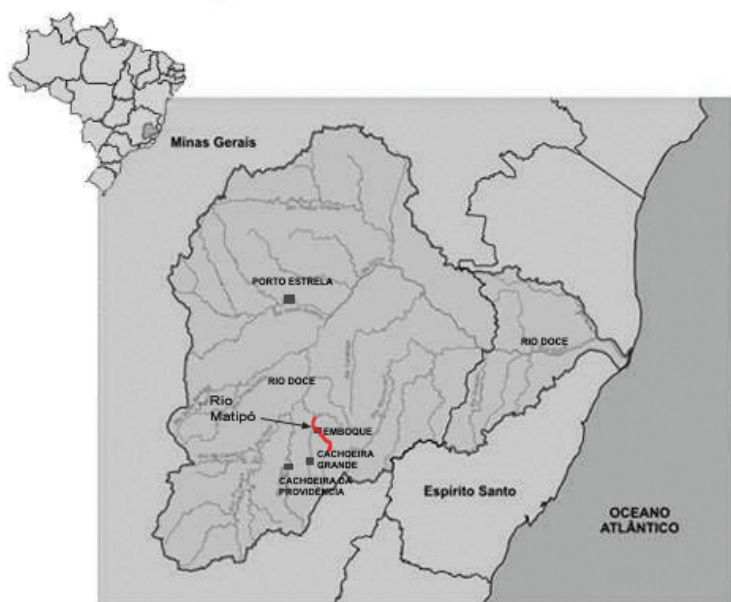 Minas Gerais
PORTO ESTRELA
RIO DOCE
RIO DOCE
Rio
Matipó
EMBOQUE
CACHOEIRA
GRANDE
CACHOEIRA DA
PROVIDÊNCIA
Espírito Santo
OCEANO
ATLÂNTICO